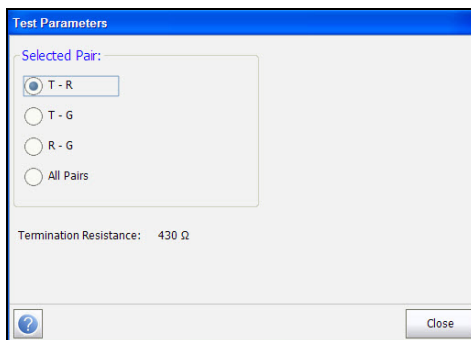 Test Parameters
Selected Pair:
T - R
T - G
R - G
All Pairs
Termination Resistance: 430 Ω
?
Close